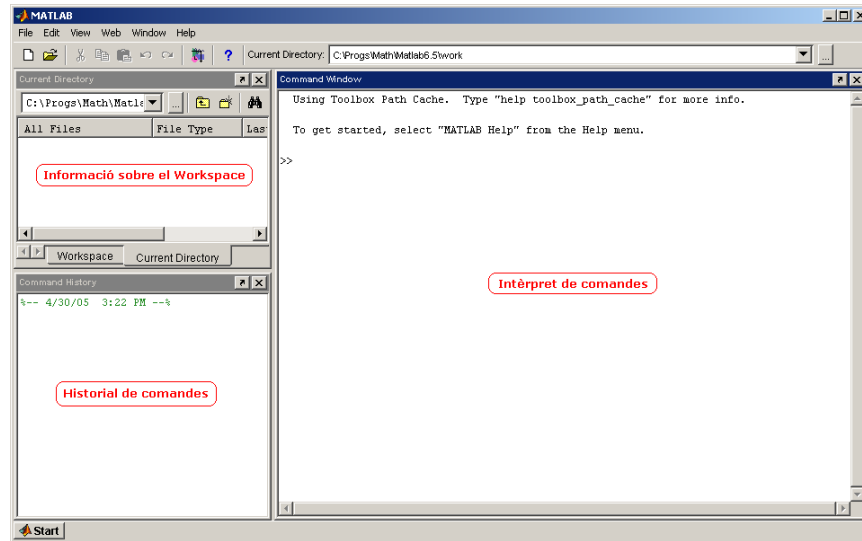 MATLAB
File Edit View Web Window Help
? Current Directory: C:\Progs\Math\Matlab6.5\work ...
Current Directory
C:\Progs\Math\Matla ...
All Files File Type Las
Informació sobre el Workspace
Workspace Current Directory
Command History
%-- 4/30/05 3:22 PM --%
Historial de comandes
Command Window
Using Toolbox Path Cache. Type "help toolbox_path_cache" for more info.
To get started, select "MATLAB Help" from the Help menu.
>>
Intèrpret de comandes
Start